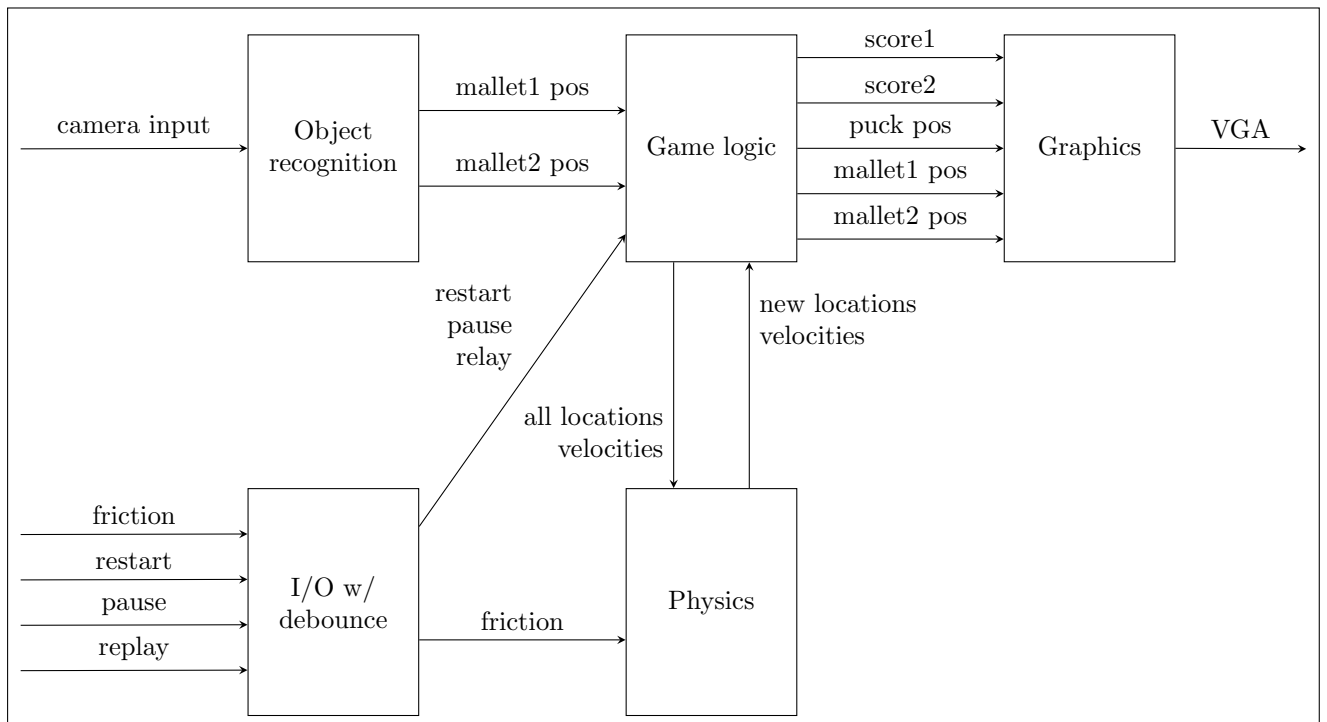 camera input
Object
recognition
mallet1 pos
mallet2 pos
Game logic
score1
score2
puck pos
mallet1 pos
mallet2 pos
Graphics
VGA
restart
pause
relay
new locations
velocities
all locations
velocities
friction
restart
pause
replay
I/O w/
debounce
friction
Physics